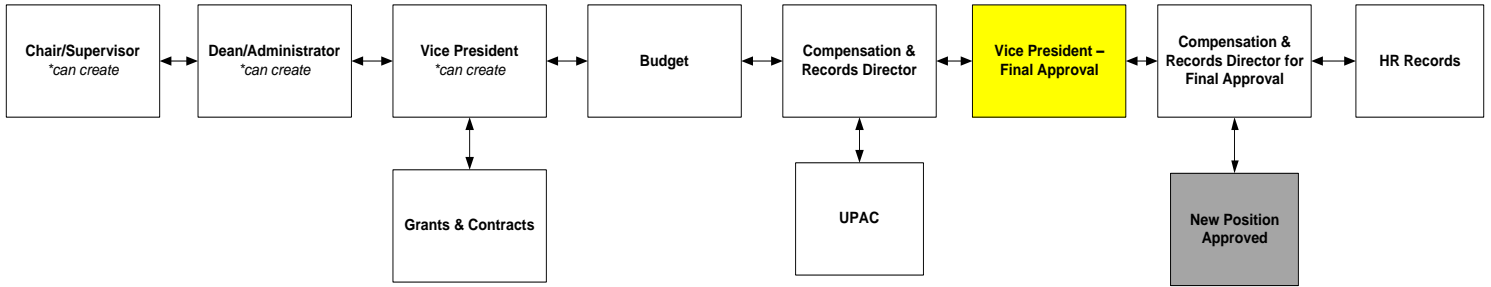 Chair/Supervisor
*can create
Dean/Administrator
*can create
Vice President
*can create
Budget
Compensation &
Records Director
Vice President –
Final Approval
Compensation &
Records Director for
Final Approval
HR Records
Grants & Contracts
UPAC
New Position
Approved